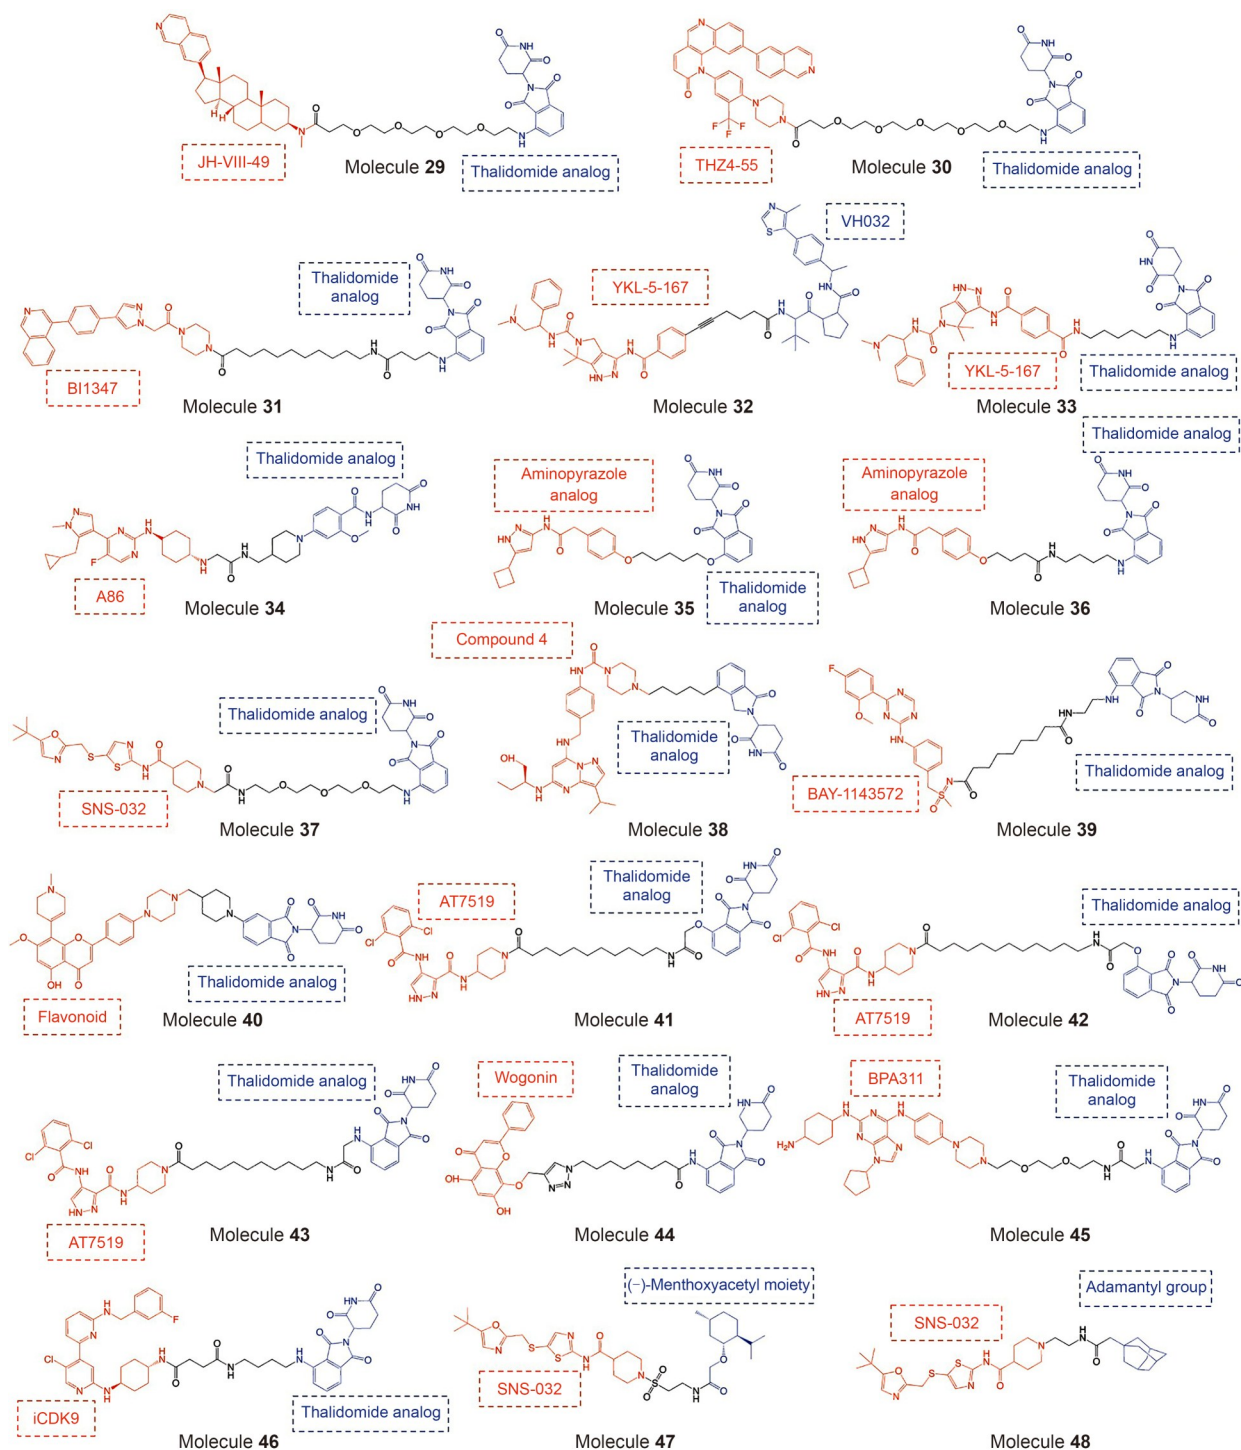 JH-VIII-49
Molecule 29
Thalidomide analog
THZ4-55
Molecule 30
Thalidomide analog
BI1347
Molecule 31
Thalidomide
analog
YKL-5-167
Molecule 32
VH032
YKL-5-167
Molecule 33
Thalidomide analog
A86
Molecule 34
Thalidomide analog
Aminopyrazole
analog
Molecule 35
Thalidomide
analog
Aminopyrazole
analog
Molecule 36
Thalidomide analog
SNS-032
Molecule 37
Thalidomide analog
Compound 4
Molecule 38
Thalidomide
analog
BAY-1143572
Molecule 39
Thalidomide analog
Flavonoid
Molecule 40
Thalidomide analog
AT7519
Molecule 41
Thalidomide
analog
AT7519
Molecule 42
Thalidomide analog
AT7519
Molecule 43
Thalidomide analog
Wogonin
Molecule 44
Thalidomide
analog
BPA311
Molecule 45
Thalidomide
analog
iCDK9
Molecule 46
Thalidomide analog
SNS-032
Molecule 47
(−)-Menthoxyacetyl moiety
SNS-032
Molecule 48
Adamantyl group